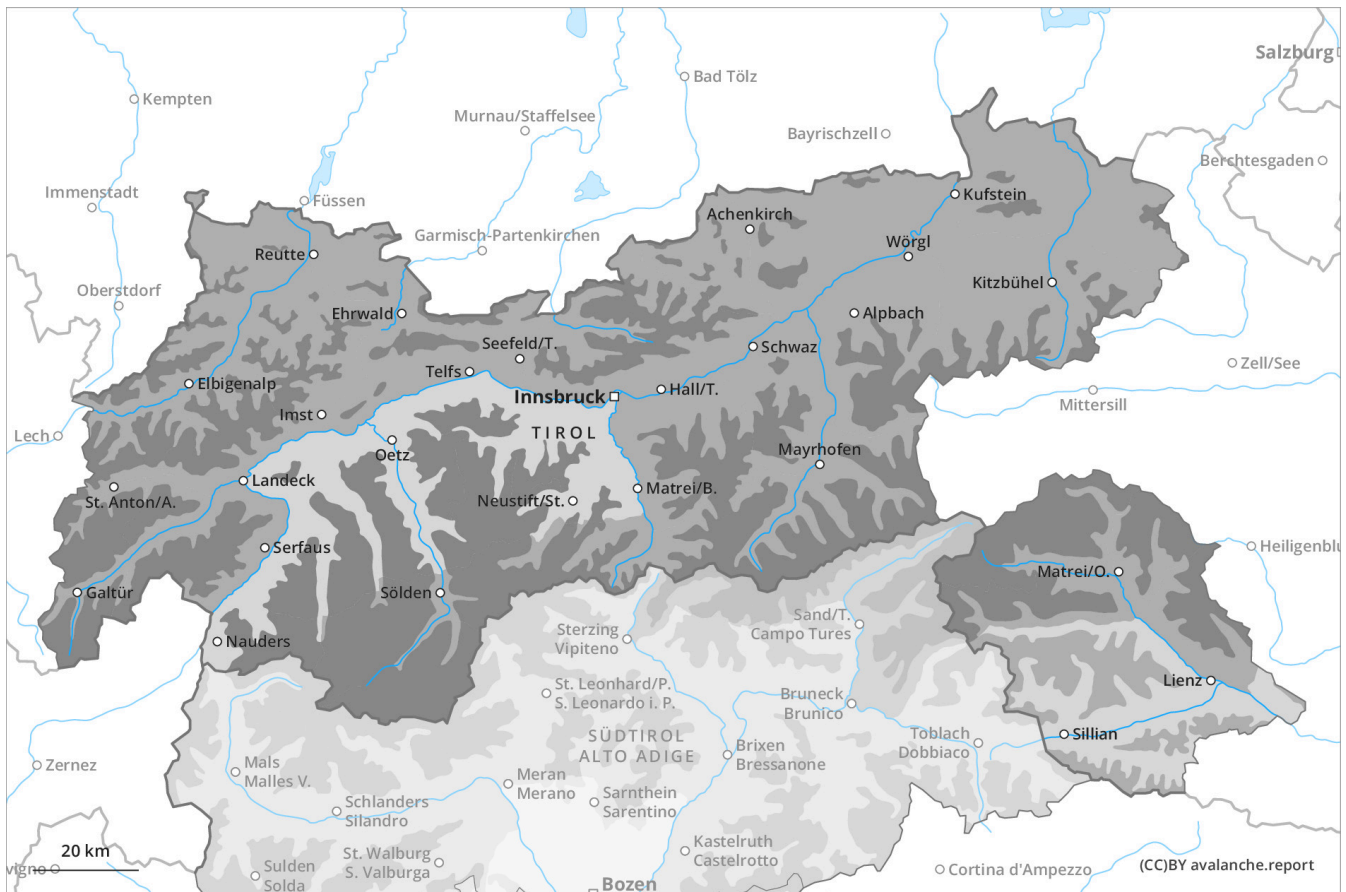 Salzburg
Bad Tölz
Kempten
Murnau/Staffelsee
Bayrischzell
Berchtesgaden
Immenstadt
Füssen
Kufstein
Achenkirch
Garmisch-Partenkirchen
Wörgl
Reutte
Kitzbühel
Oberstdorf
Ehrwald
Alpbach
Seefeld/T.
Schwaz
Zell/See
Telfs
Elbigenalp
Innsbruck
Hall/T.
Mittersill
Imst
Lech
TIROL
Oetz
Mayrhofen
Landeck
St. Anton/A.
Neustift/St.
Matrei/B.
Serfaus
Heiligenblu
Matrei/O.
Galtür
Sölden
Sand/T.
Campo Tures
Nauders
Sterzing
Vipiteno
Lienz
St. Leonhard/P.
S. Leonardo i. P.
Bruneck
Brunico
Sillian
SÜDTIROL
ALTO ADIGE
Toblach
Dobbiaco
Brixen
Bressanone
Zernez
Mals
Malles V.
Meran
Merano
Sarnthein
Sarentino
Schlanders
Silandro
Kastelruth
Castelrotto
20 km
St. Walburg
S. Valburga
(CC)BY avalanche.report
vigno
Sulden
Solda
Cortina d'Ampezzo
Bozen